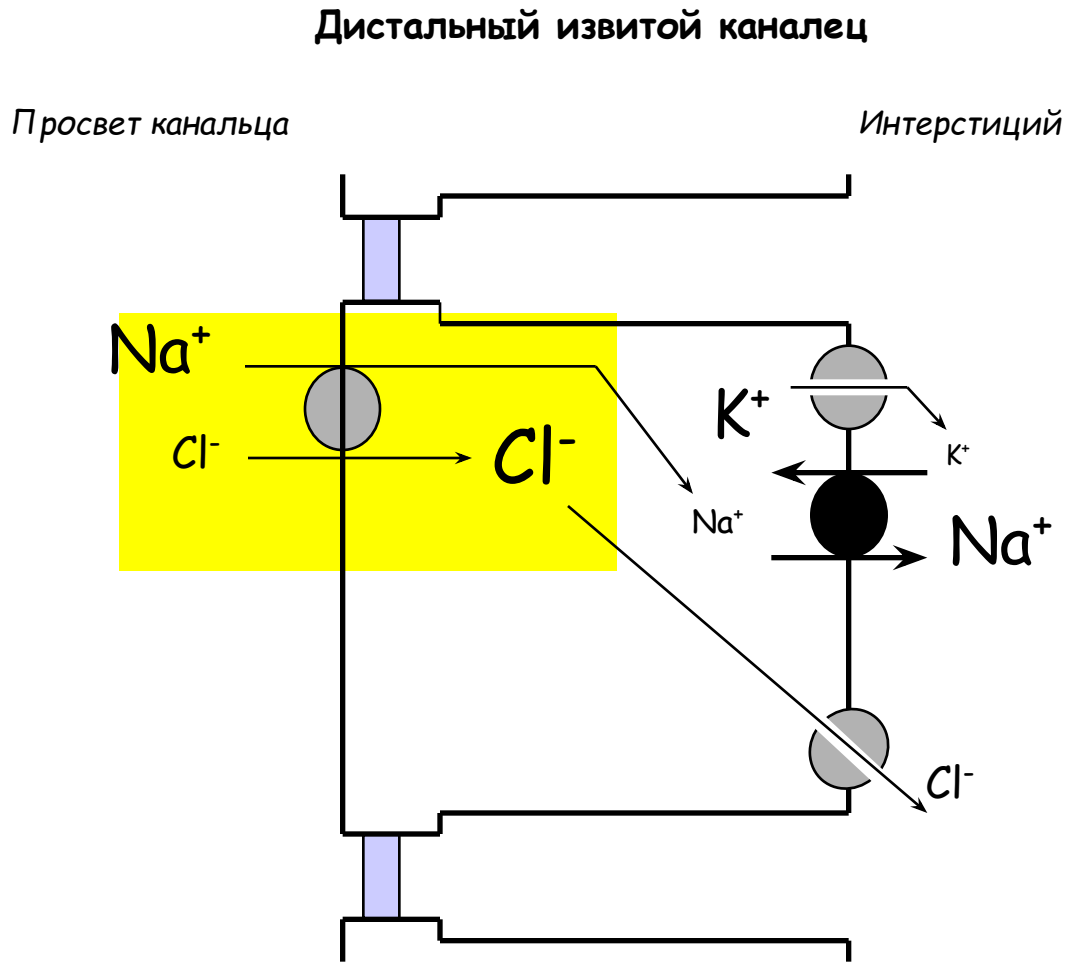 Дистальный извитой каналец
Просвет канальца
Интерстиций
Na⁺
K⁺
Cl⁻
Cl⁻
K⁺
Na⁺
Na⁺
Cl⁻